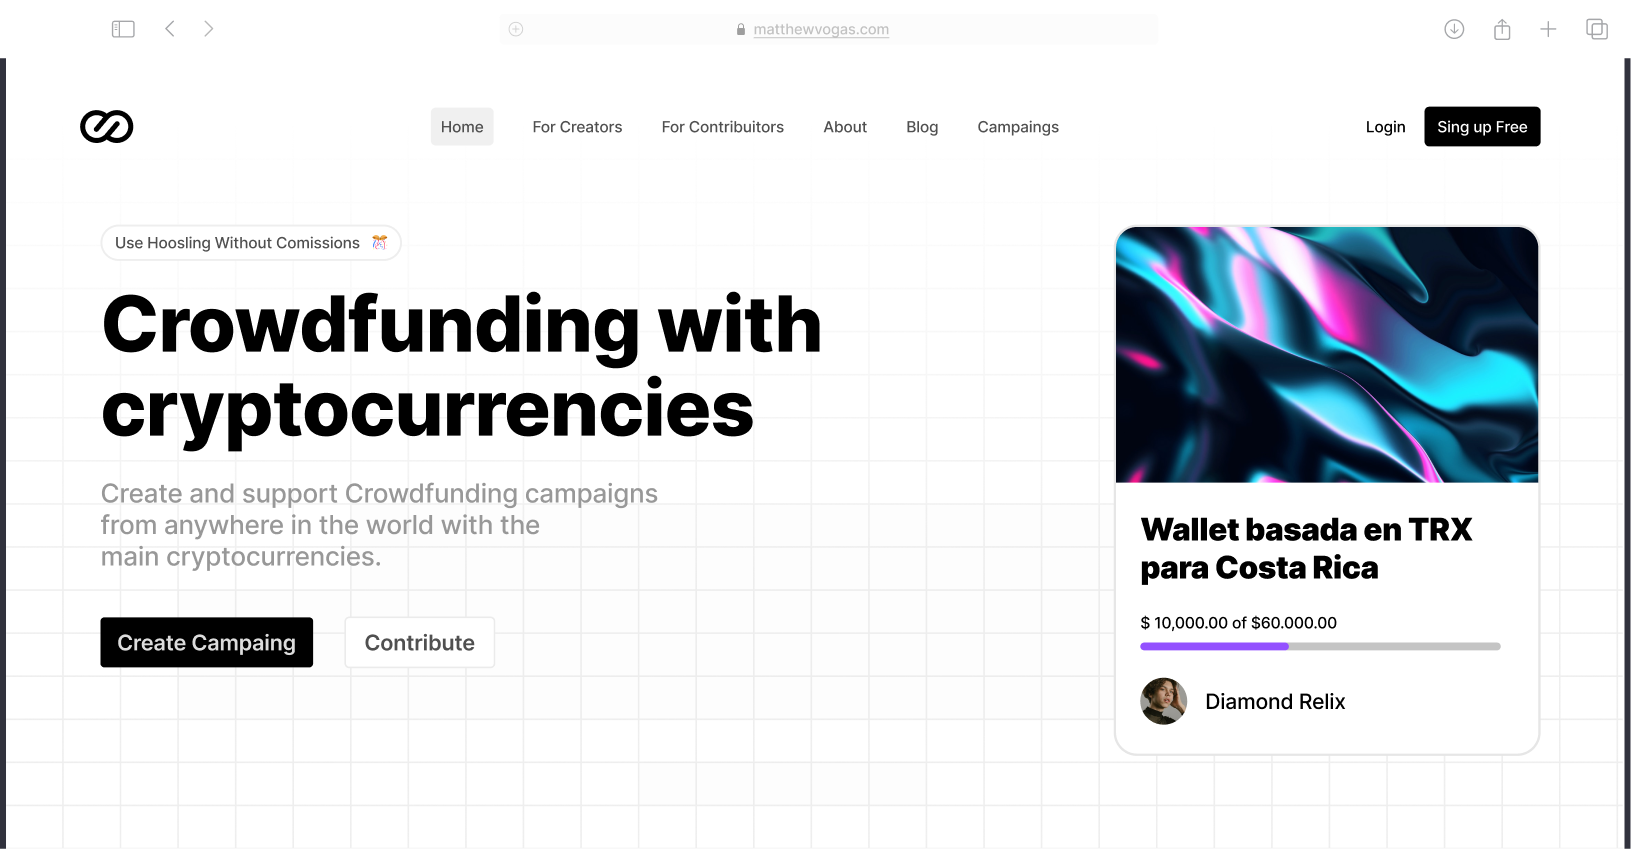 matthewvogas.com
Home
For Creators
For Contribuitors
About
Blog
Campaings
Login
Sing up Free
Use Hoosling Without Comissions
Crowdfunding with
cryptocurrencies
Create and support Crowdfunding campaigns
from anywhere in the world with the
main cryptocurrencies.
Create Campaing
Contribute
Wallet basada en TRX
para Costa Rica
$ 10,000.00 of $60.000.00
Diamond Relix